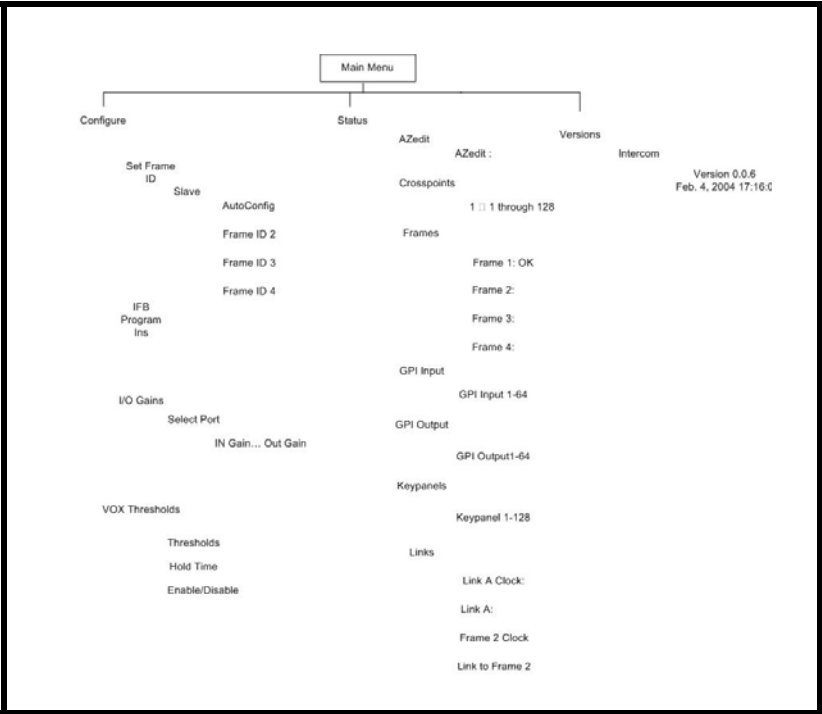 Main Menu
Configure
Set Frame
ID
Slave
AutoConfig
Frame ID 2
Frame ID 3
Frame ID 4
IFB
Program
Ins
I/O Gains
Select Port
IN Gain... Out Gain
VOX Thresholds
Thresholds
Hold Time
Enable/Disable
Status
AZedit
AZedit :
Crosspoints
1 □ 1 through 128
Frames
Frame 1: OK
Frame 2:
Frame 3:
Frame 4:
GPI Input
GPI Input 1-64
GPI Output
GPI Output1-64
Keypanels
Keypanel 1-128
Links
Link A Clock:
Link A:
Frame 2 Clock
Link to Frame 2
Versions
Intercom
Version 0.0.6
Feb. 4, 2004 17:16:0